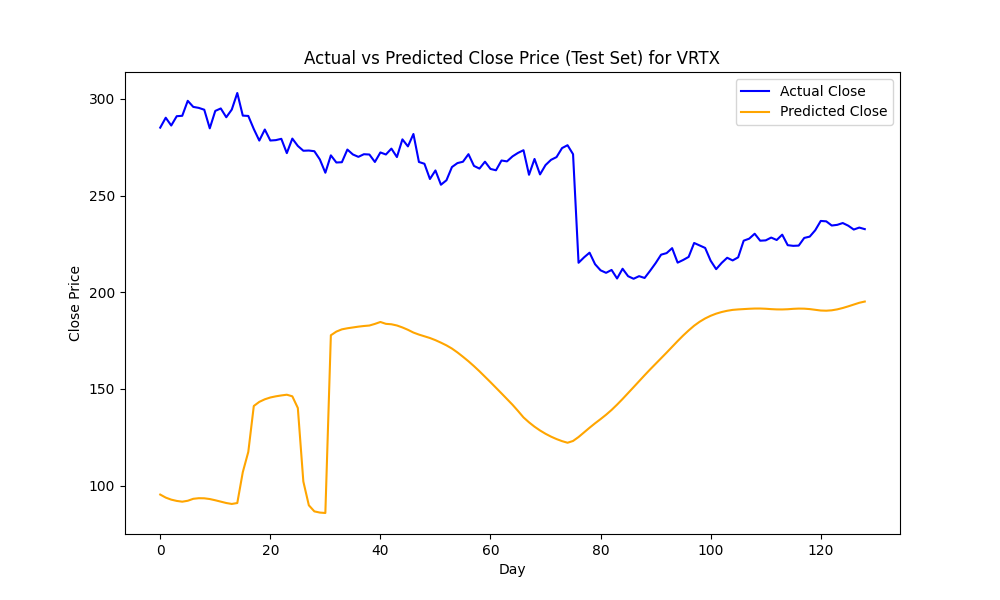 Actual vs Predicted Close Price (Test Set) for VRTX
Actual Close
Predicted Close
Close Price
300
250
200
150
100
0 20 40 60 80 100 120
Day